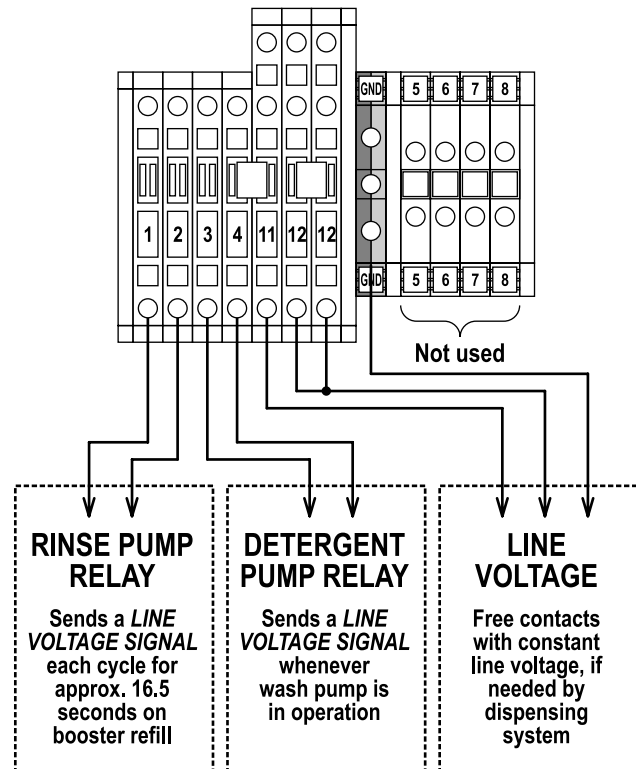 GND 5 6 7 8
1 2 3 4 11 12 12
GND 5 6 7 8
Not used
RINSE PUMP
RELAY
Sends a LINE
VOLTAGE SIGNAL
each cycle for
approx. 16.5
seconds on
booster refill
DETERGENT
PUMP RELAY
Sends a LINE
VOLTAGE SIGNAL
whenever
wash pump is
in operation
LINE
VOLTAGE
Free contacts
with constant
line voltage, if
needed by
dispensing
system